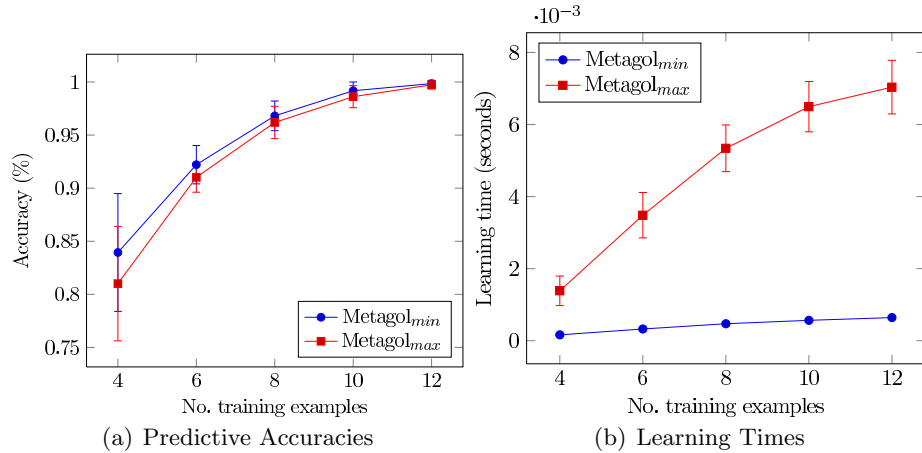 1
0.95
0.9
0.85
0.8
0.75
Accuracy (%)
4 6 8 10 12
No. training examples
Metagol_min
Metagol_max
(a) Predictive Accuracies
·10⁻³
8
6
4
2
0
Learning time (seconds)
4 6 8 10 12
No. training examples
Metagol_min
Metagol_max
(b) Learning Times